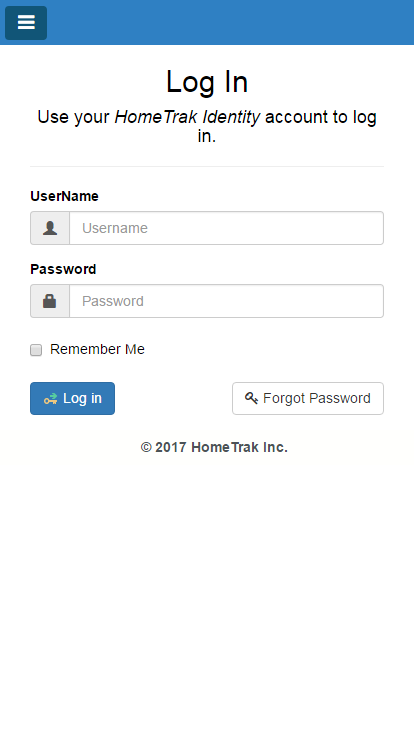 Log In
Use your HomeTrak Identity account to log
in.
UserName
Username
Password
Password
Remember Me
Log in
Forgot Password
© 2017 HomeTrak Inc.